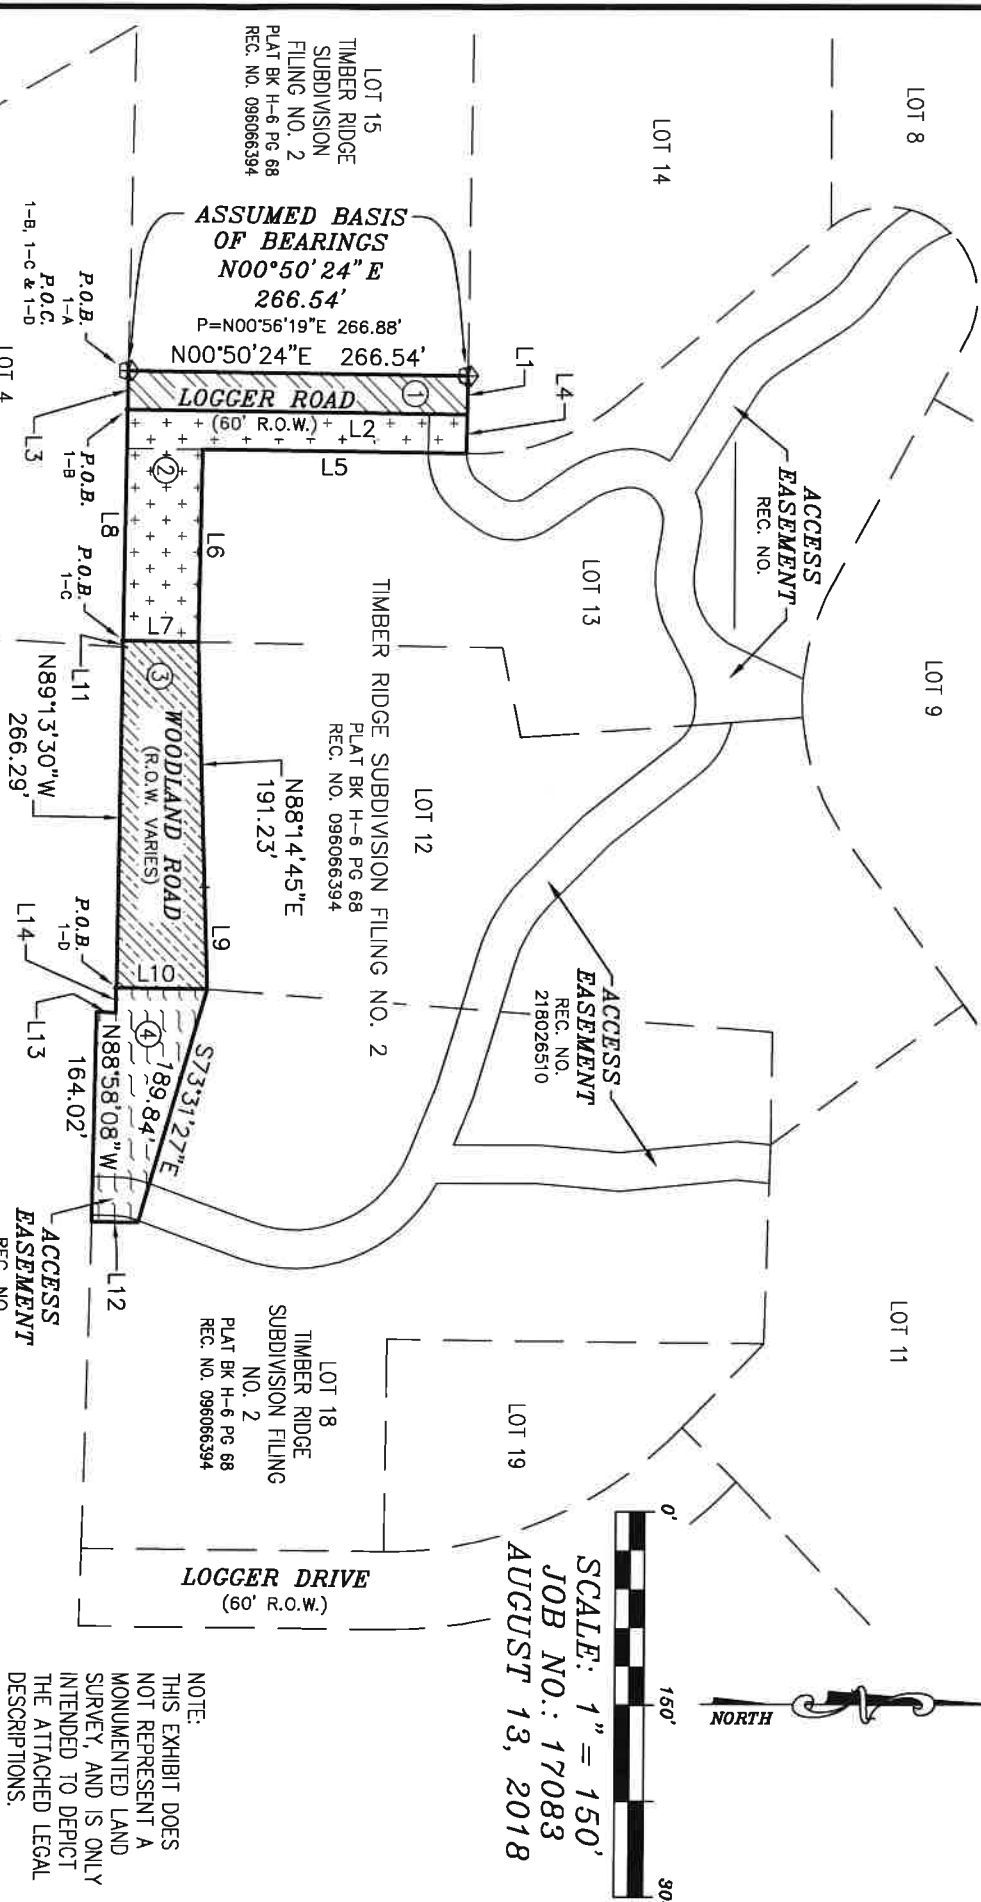 LOT 8
LOT 14
LOT 15
TIMBER RIDGE
SUBDIVISION
FILING NO. 2
PLAT BK H-6 PG 68
REC. NO. 096066394
ASSUMED BASIS
OF BEARINGS
N00°50'24"E
266.54'
P=N00°56'19"E 266.88'
N00°50'24"E 266.54'
L1
L4
1
LOGGER ROAD
(60' R.O.W.)
L2
L5
L3
P.O.B.
1-A
P.O.C.
1-B, 1-C & 1-D
LOT 4
P.O.B.
1-B
2
L8
L6
L7
P.O.B.
1-C
L11
ACCESS
EASEMENT
REC. NO.
LOT 13
LOT 9
TIMBER RIDGE SUBDIVISION FILING NO. 2
PLAT BK H-6 PG 68
REC. NO. 096066394
LOT 12
3
WOODLAND ROAD
(R.O.W. VARIES)
N88°14'45"E
191.23'
N89°13'30"W
266.29'
L9
L10
P.O.B.
1-D
L14
L13
4
S73°31'27"E
189.84'
N88°58'08"W
164.02'
L12
ACCESS
EASEMENT
REC. NO.
218026510
ACCESS
EASEMENT
REC. NO.
LOT 11
LOT 18
TIMBER RIDGE
SUBDIVISION FILING
NO. 2
PLAT BK H-6 PG 68
REC. NO. 096066394
LOT 19
LOGGER DRIVE
(60' R.O.W.)
0'
150'
SCALE: 1" = 150'
JOB NO.: 17083
AUGUST 13, 2018
NORTH
NOTE:
THIS EXHIBIT DOES
NOT REPRESENT A
MONUMENTED LAND
SURVEY, AND IS ONLY
INTENDED TO DEPICT
THE ATTACHED LEGAL
DESCRIPTIONS.